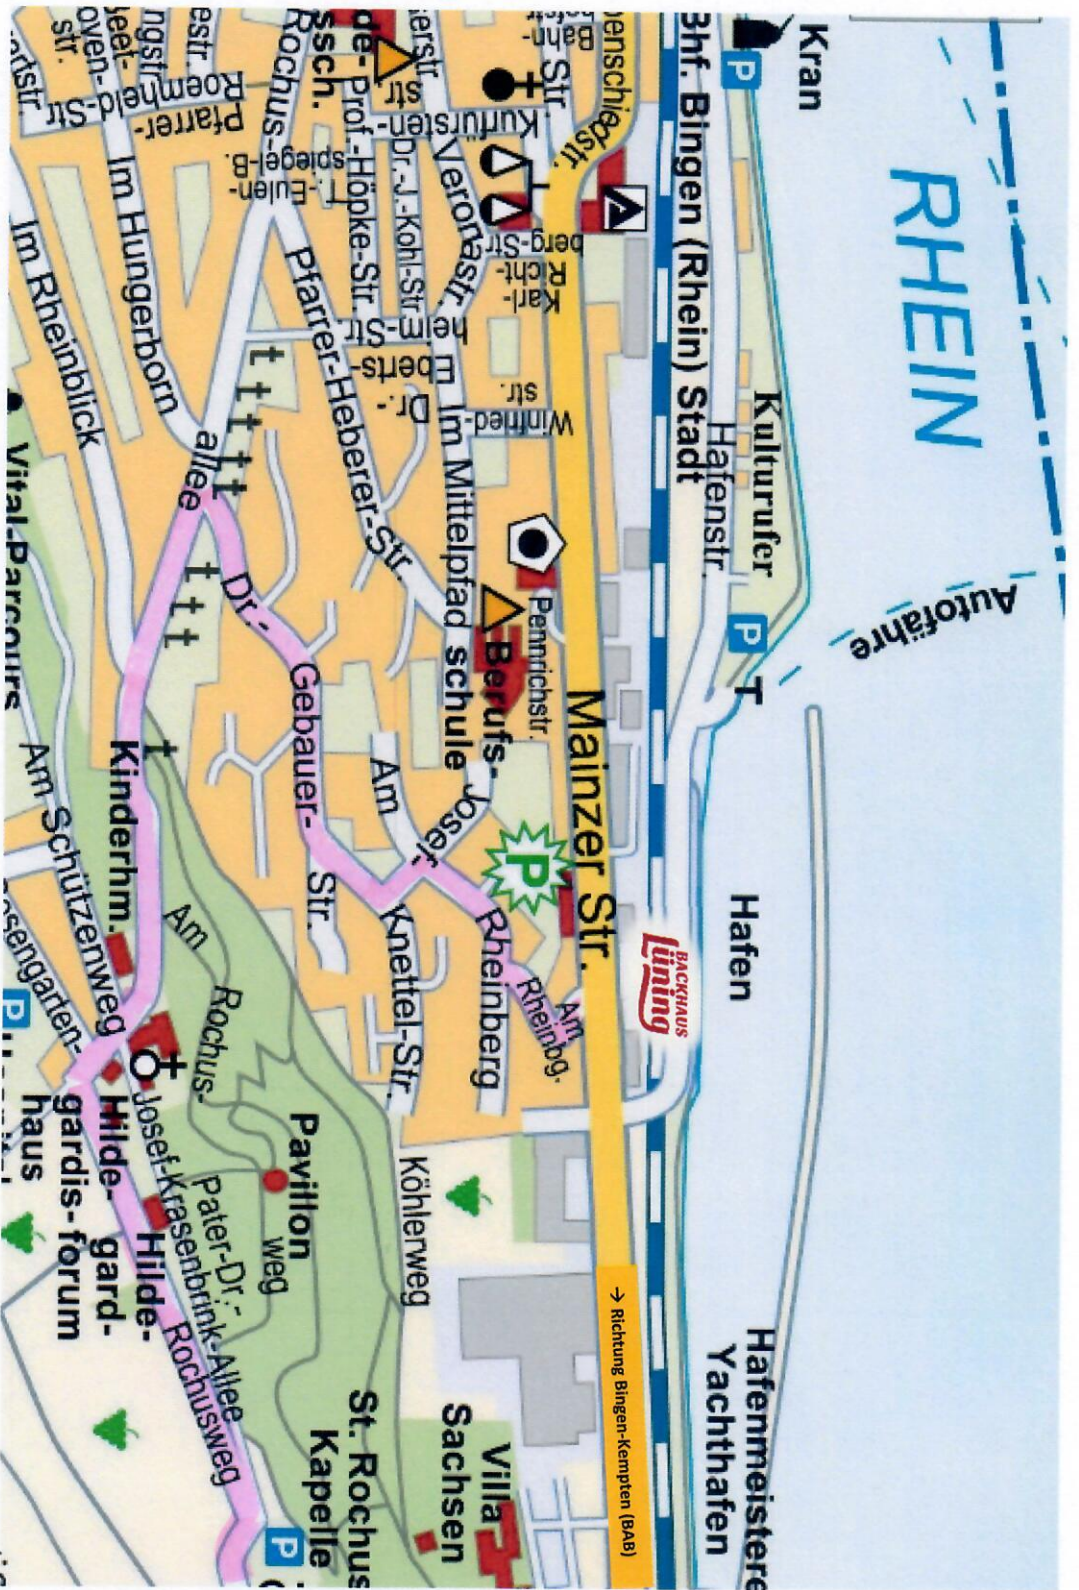 Kran
RHEIN
Bhf. Bingen (Rhein) Stadt
Hafenstr.
Kulturufer
Autofähre
P
P
T
Hafen
Hafenmeisterei
Yachthafen
BACKHAUS
Lüning
Mainzer Str.
→ Richtung Bingen-Kempten (BAB)
Bahn-
Str.
Kurfürsten-
str
Veronastr.
Karl-
Richt-
berg-Str.
Winfried-
str.
Dr.-
Eberts-
heim-Str.
Dr.-J.-Kohl-Str.
Prof.-Höpke-Str.
T.-Eulen-
spiegel-B.
Pfarrer-
Roemheld-Str.
Rochus-
allee
Im Hungerborn
Im Rheinblick
Pfarrer-Heberer-Str.
Im Mittelpfad
Berufs-
schule
Pennrichstr.
P
Dr.-
Gebauer-
Str.
Am
Josef-
Knettel-Str.
Rheinberg
Am
Rheinbg.
Kinderhm.
Vital-Parcours
Am Schützenweg
P
Am
Rochus-
weg
Pavillon
Köhlerweg
Hilde-
gardis-forum
haus
Hilde-
gard-
Josef-Krasenbrink-Allee
Pater-Dr.-
Rochusweg
St. Rochus
Kapelle
P
Villa
Sachsen